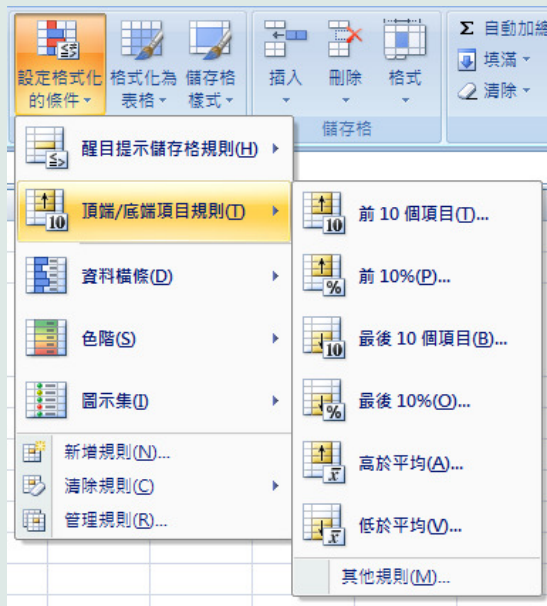 設定格式化
的條件
格式化為
表格
儲存格
樣式
插入
刪除
格式
儲存格
Σ 自動加總
填滿
清除
醒目提示儲存格規則(H)
頂端/底端項目規則(T)
資料橫條(D)
色階(S)
圖示集(I)
新增規則(N)...
清除規則(C)
管理規則(R)...
前 10 個項目(T)...
前 10%(P)...
最後 10 個項目(B)...
最後 10%(O)...
高於平均(A)...
低於平均(V)...
其他規則(M)...